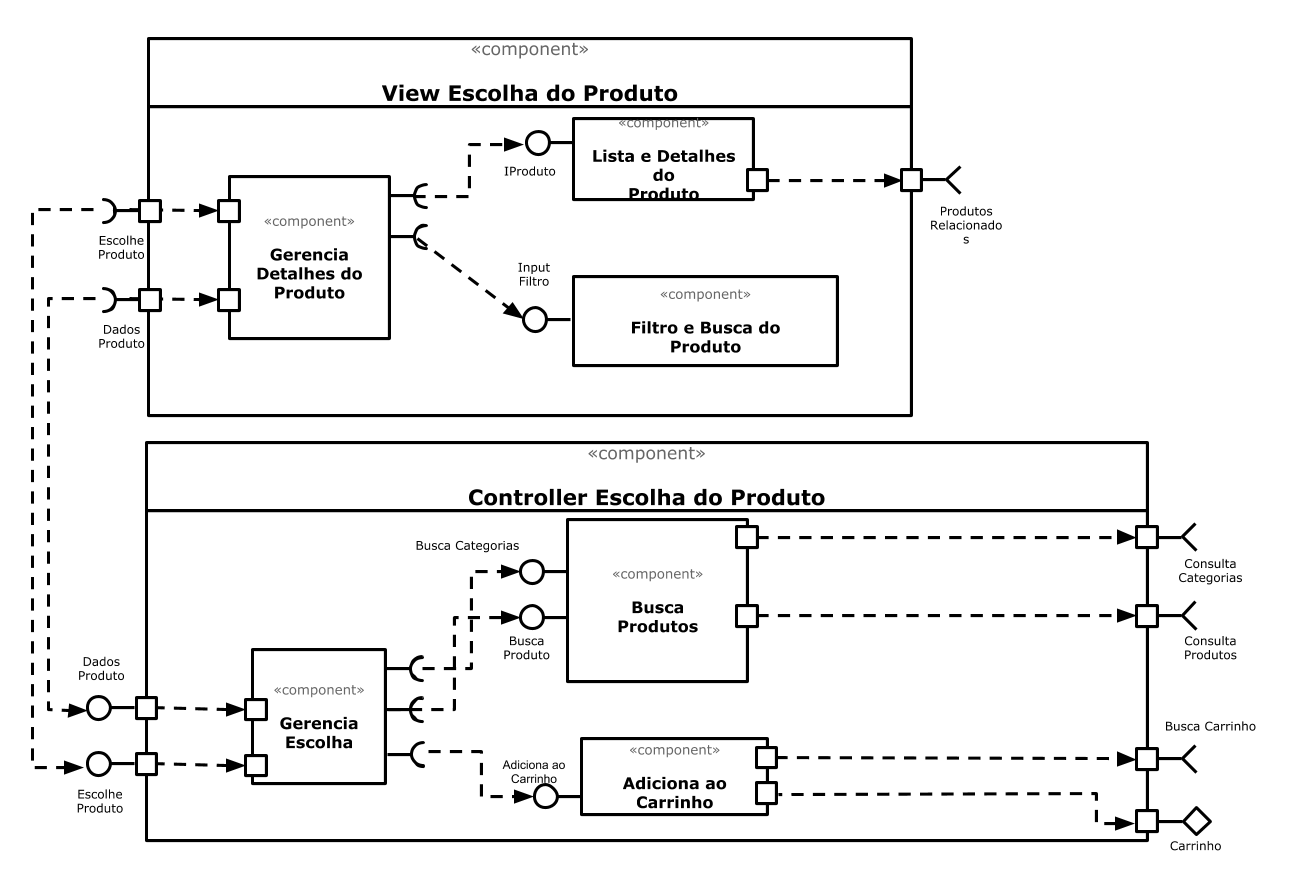 «component»
View Escolha do Produto
«component»
Lista e Detalhes
do
Produto
IProduto
Produtos
Relacionado
s
Escolhe
Produto
«component»
Gerencia
Detalhes do
Produto
Input
Filtro
«component»
Filtro e Busca do
Produto
Dados
Produto
«component»
Controller Escolha do Produto
Busca Categorias
«component»
Busca
Produtos
Consulta
Categorias
Busca
Produto
Consulta
Produtos
Dados
Produto
«component»
Gerencia
Escolha
Busca Carrinho
Adiciona ao
Carrinho
«component»
Adiciona ao
Carrinho
Escolhe
Produto
Carrinho